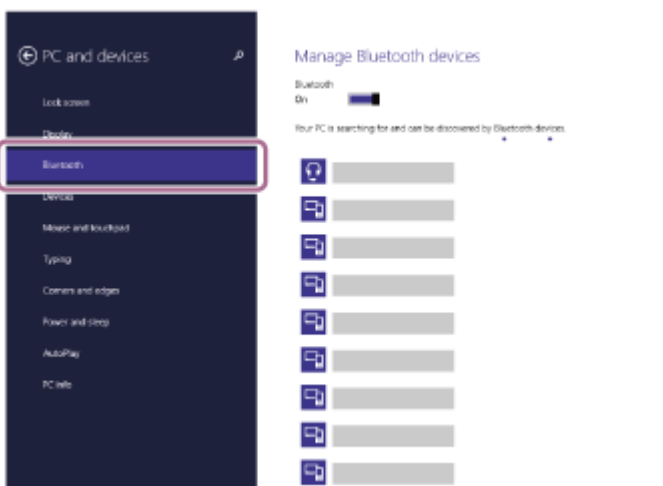 PC and devices
Lock screen
Display
Bluetooth
Devices
Mouse and touchpad
Typing
Corners and edges
Power and sleep
AutoPlay
PC info
Manage Bluetooth devices
Bluetooth
On
Your PC is searching for and can be discovered by Bluetooth devices.